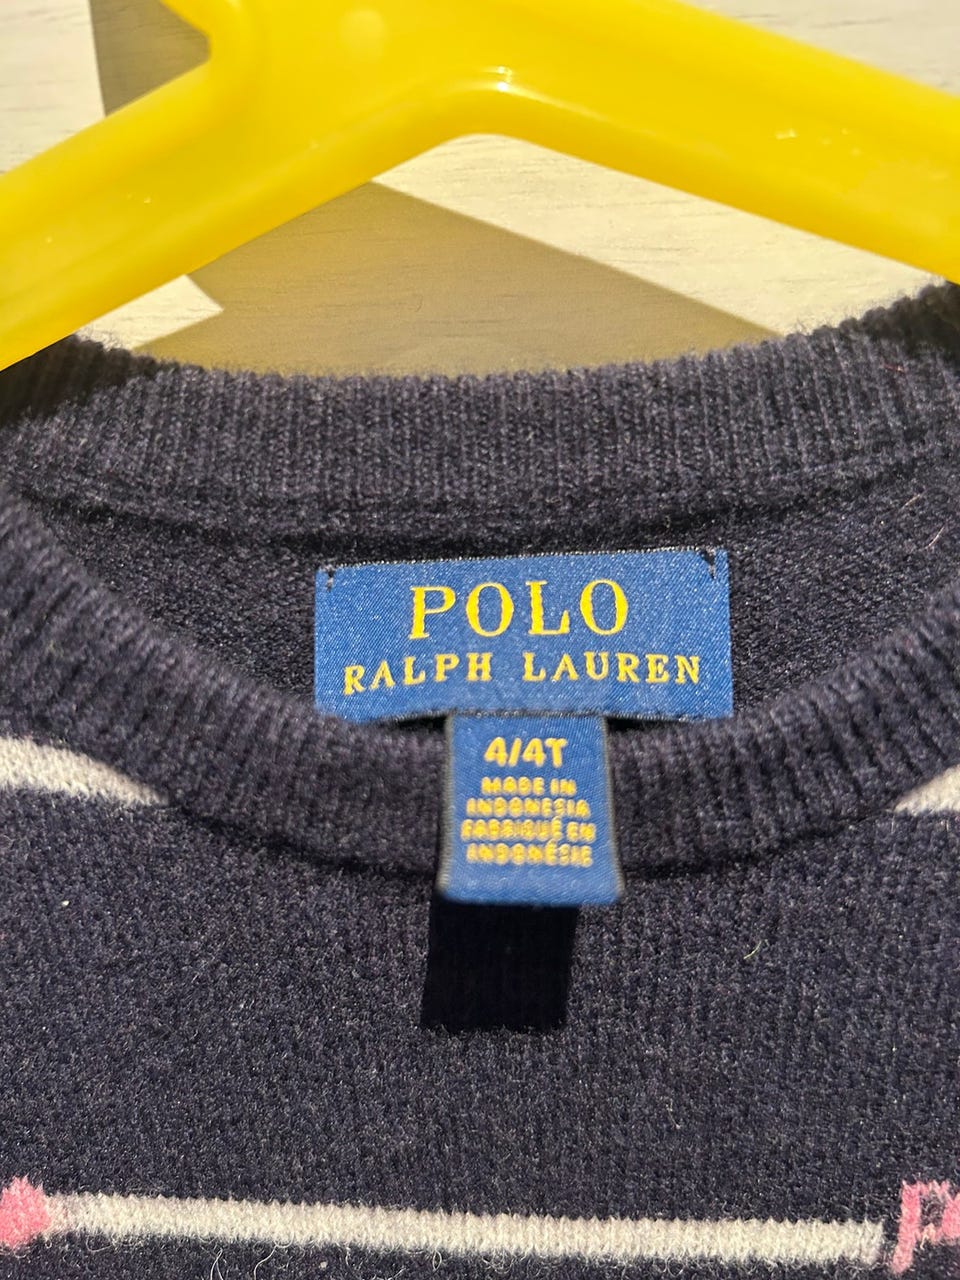 POLO
RALPH LAUREN
4/4T
MADE IN
INDONESIA
FABRIQUÉ EN
INDONÉSIE